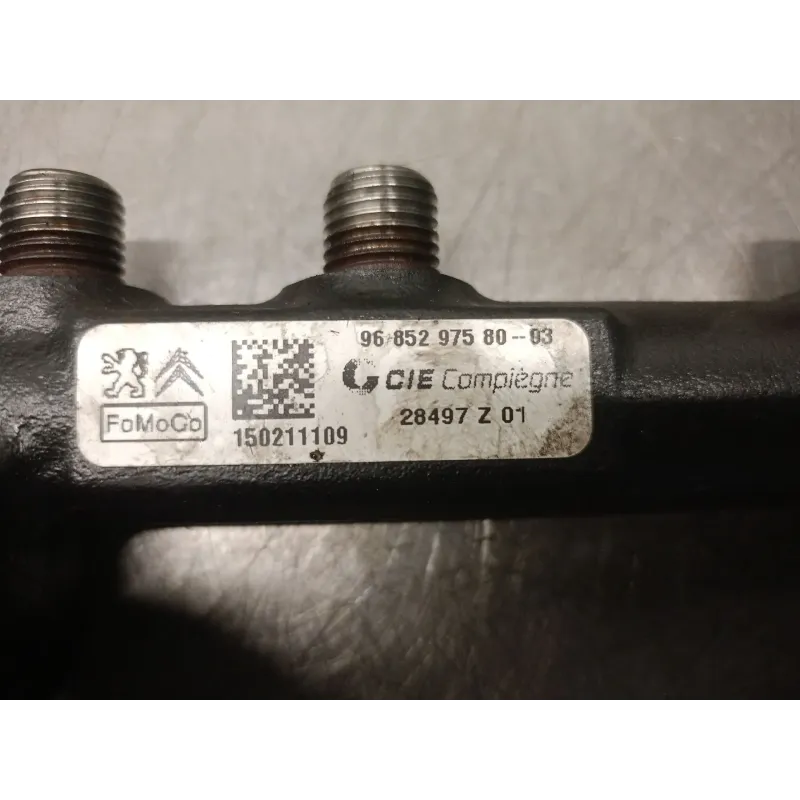 96 852 975 80--03
CIE Compiègne
FoMoCo
150211109
28497 Z 01